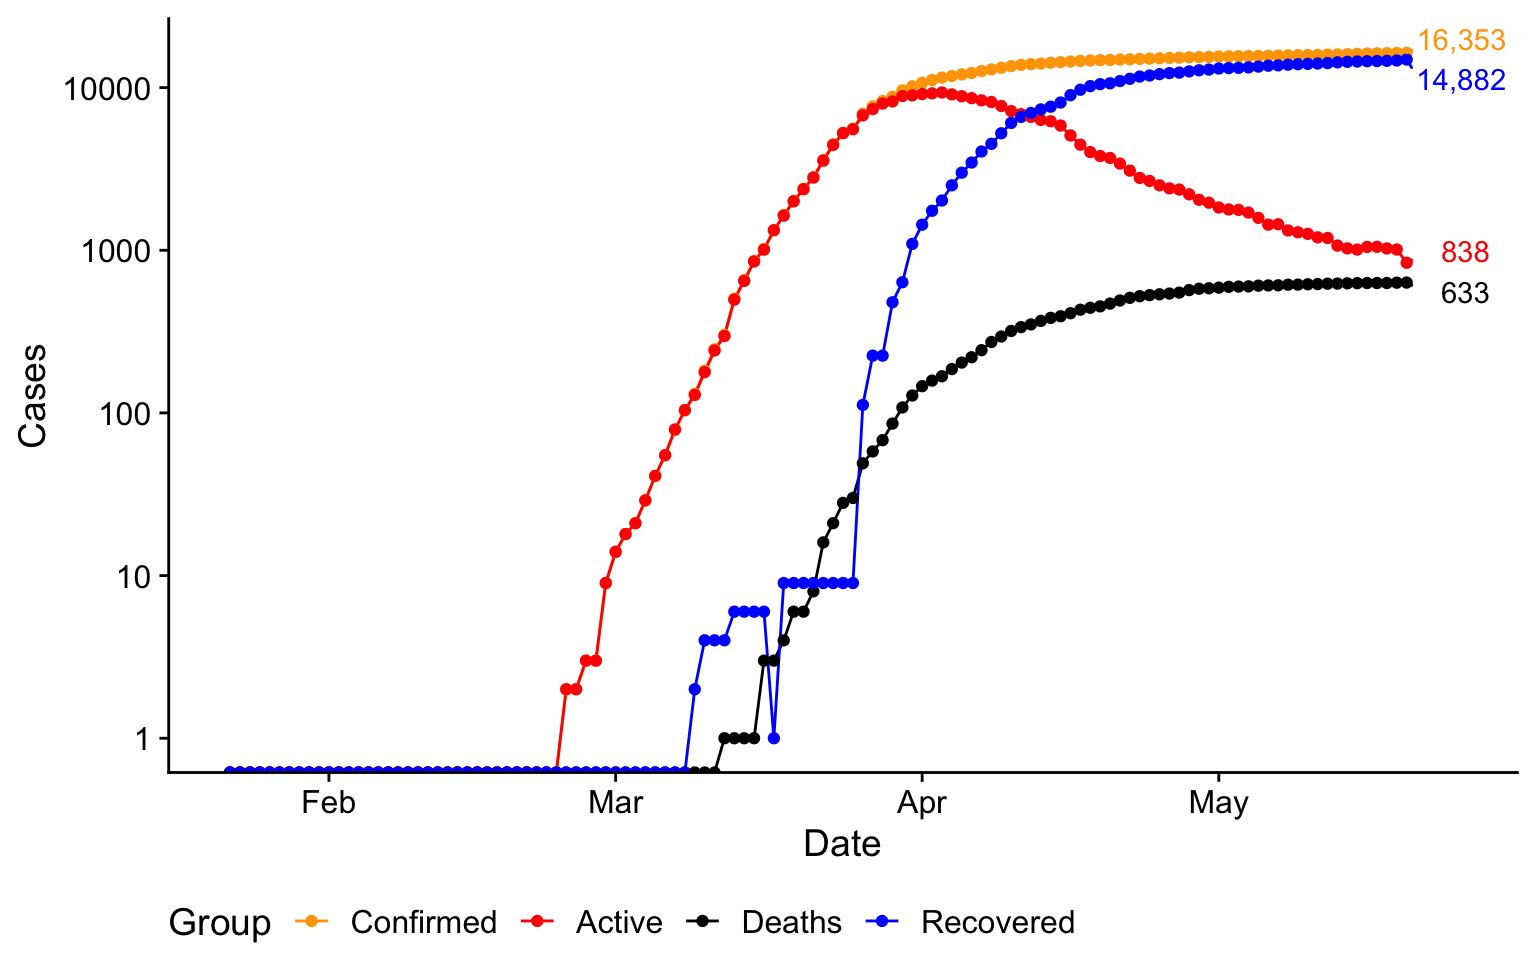 16,353
14,882
10000
1000
838
633
100
10
1
Cases
Feb Mar Apr May
Date
Group Confirmed Active Deaths Recovered